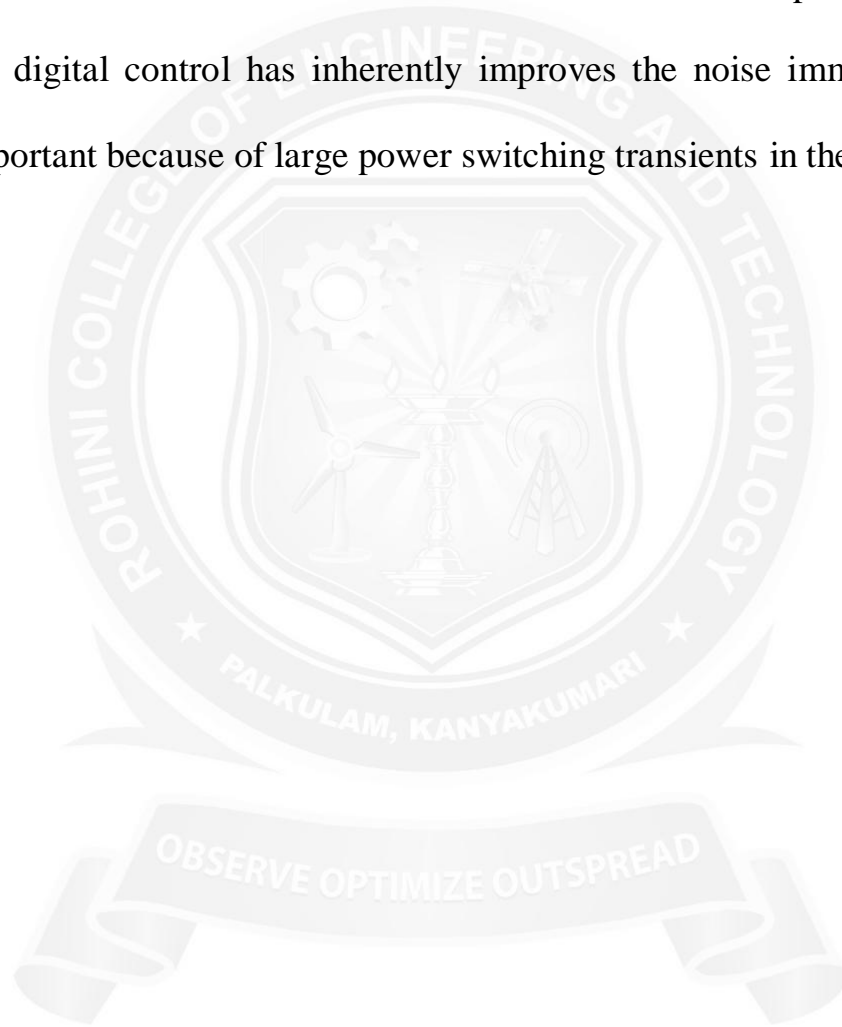 digital control has inherently improves the noise imm
portant because of large power switching transients in the
ROHINI COLLEGE OF ENGINEERING AND TECHNOLOGY
PALKULAM, KANYAKUMARI
OBSERVE OPTIMIZE OUTSPREAD